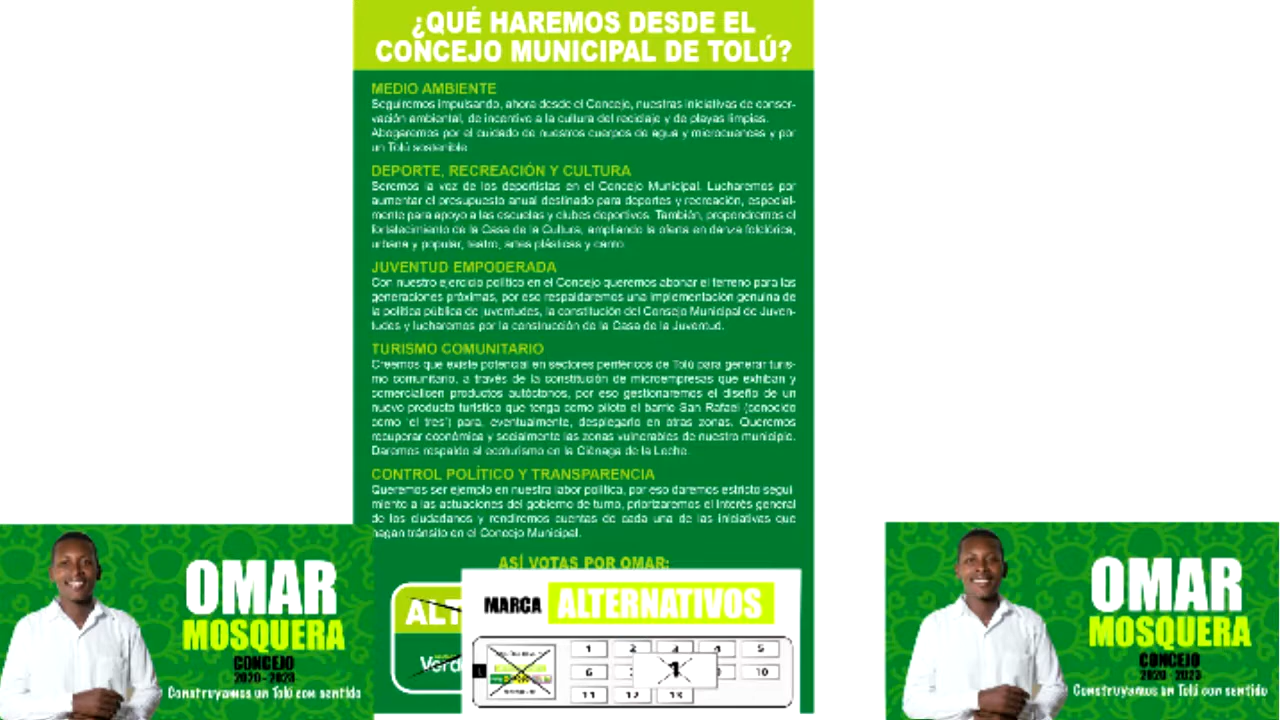 ¿QUÉ HAREMOS DESDE EL
CONCEJO MUNICIPAL DE TOLÚ?
MEDIO AMBIENTE
Seguiremos impulsando, ahora desde el Concejo, nuestras iniciativas de conser-
vación ambiental, de incentivo a la cultura del reciclaje y de playas limpias.
Abogaremos por el cuidado de nuestros cuerpos de agua y microcuencas y por
un Tolú sostenible.
DEPORTE, RECREACIÓN Y CULTURA
Seremos la voz de los deportistas en el Concejo Municipal. Lucharemos por
aumentar el presupuesto anual destinado para deportes y recreación, especial-
mente para apoyo a las escuelas y clubes deportivos. También, propondremos el
fortalecimiento de la Casa de la Cultura, ampliando la oferta en danza folclórica,
urbana y popular, teatro, artes plásticas y canto.
JUVENTUD EMPODERADA
Con nuestro ejercicio político en el Concejo queremos abonar el terreno para las
generaciones próximas, por eso respaldaremos una implementación genuina de
la política pública de juventudes, la constitución del Consejo Municipal de Juven-
tudes y lucharemos por la construcción de la Casa de la Juventud.
TURISMO COMUNITARIO
Creemos que existe potencial en sectores periféricos de Tolú para generar turis-
mo comunitario, a través de la constitución de microempresas que exhiban y
comercialicen productos autóctonos, por eso gestionaremos el diseño de un
nuevo producto turístico que tenga como piloto el barrio San Rafael (conocido
como 'el tres') para, eventualmente, desplegarlo en otras zonas. Queremos
recuperar económica y socialmente las zonas vulnerables de nuestro municipio.
Daremos respaldo al ecoturismo en la Ciénaga de la Leche.
CONTROL POLÍTICO Y TRANSPARENCIA
Queremos ser ejemplo en nuestra labor política, por eso daremos estricto segui-
miento a las actuaciones del gobierno de turno, priorizaremos el interés general
de los ciudadanos y rendiremos cuentas de cada una de las iniciativas que
hagan tránsito en el Concejo Municipal.
ASÍ VOTAS POR OMAR:
ALT
Verd
MARCA ALTERNATIVOS
1 2 3 4 5
6 1 10
11 12 13
OMAR
MOSQUERA
CONCEJO
2020 - 2023
Construyamos un Tolú con sentido
OMAR
MOSQUERA
CONCEJO
2020 - 2023
Construyamos un Tolú con sentido